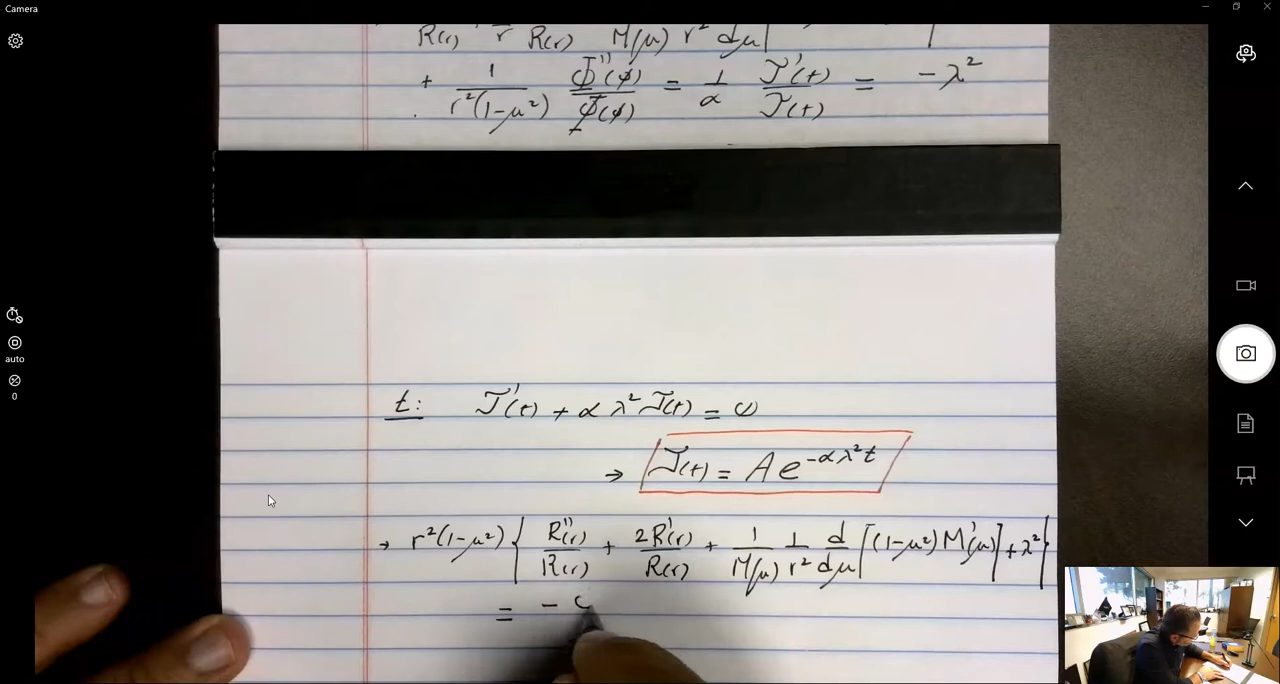 Camera
R(r) r R(r) M(μ) r² dμ
+ 1/(r²(1-μ²)) Φ''(φ)/Φ(φ) = 1/α T'(t)/T(t) = -λ²
auto
0
t: T'(t) + α λ² T(t) = 0
→ T(t) = A e^(-αλ²t)
→ r²(1-μ²) { R''(r)/R(r) + 2R'(r)/R(r) + 1/M(μ) 1/r² d/dμ [(1-μ²) M'(μ)] + λ² }
= -